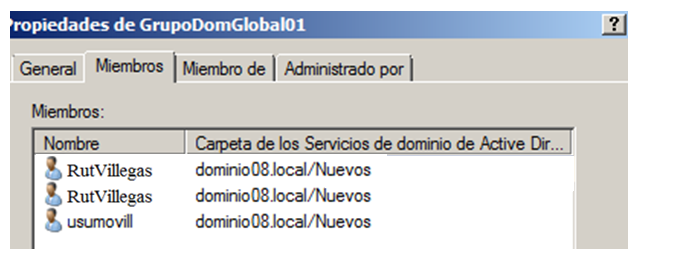 Propiedades de GrupoDomGlobal01 ?
General Miembros Miembro de Administrado por
Miembros:
Nombre Carpeta de los Servicios de dominio de Active Dir...
RutVillegas dominio08.local/Nuevos
RutVillegas dominio08.local/Nuevos
usumovill dominio08.local/Nuevos